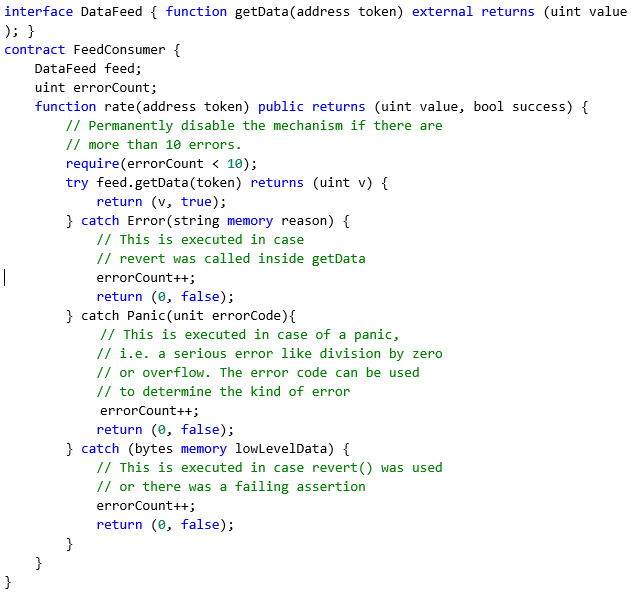 interface DataFeed { function getData(address token) external returns (uint value
); }
contract FeedConsumer {
    DataFeed feed;
    uint errorCount;
    function rate(address token) public returns (uint value, bool success) {
        // Permanently disable the mechanism if there are
        // more than 10 errors.
        require(errorCount < 10);
        try feed.getData(token) returns (uint v) {
            return (v, true);
        } catch Error(string memory reason) {
            // This is executed in case
            // revert was called inside getData
            errorCount++;
            return (0, false);
        } catch Panic(unit errorCode){
            // This is executed in case of a panic,
            // i.e. a serious error like division by zero
            // or overflow. The error code can be used
            // to determine the kind of error
            errorCount++;
            return (0, false);
        } catch (bytes memory lowLevelData) {
            // This is executed in case revert() was used
            // or there was a failing assertion
            errorCount++;
            return (0, false);
        }
    }
}